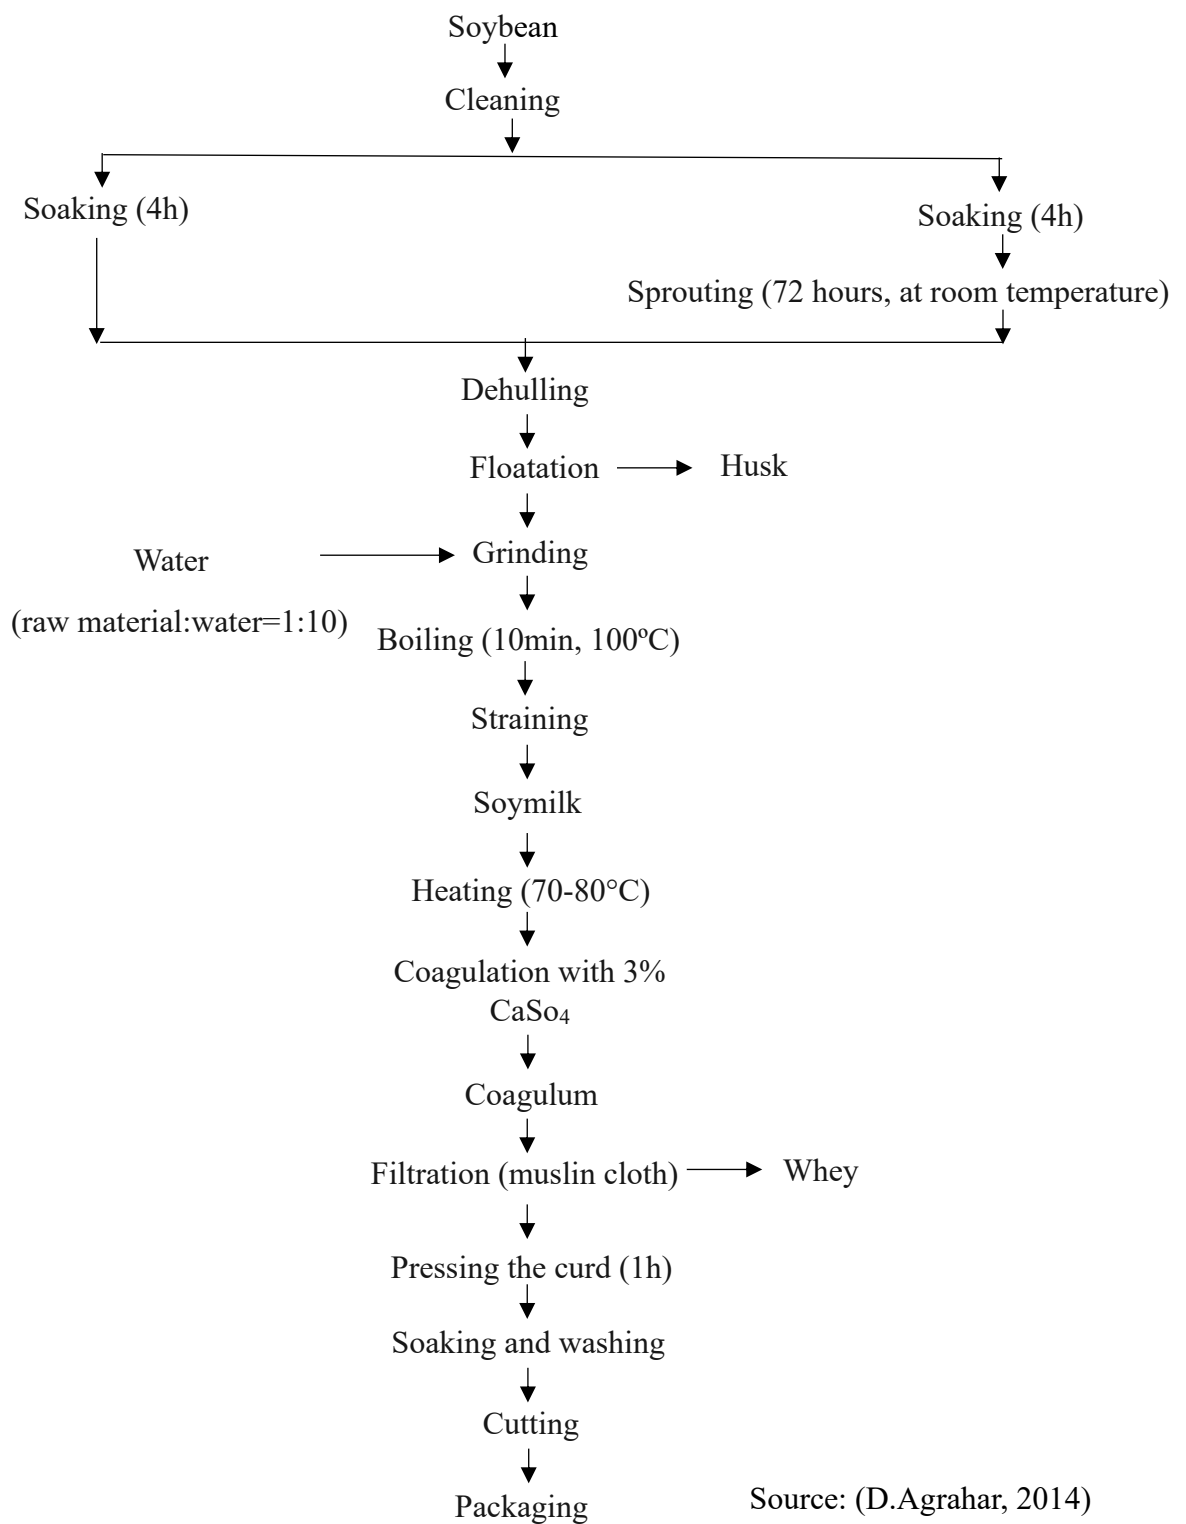 Soybean
Cleaning
Soaking (4h)
Soaking (4h)
Sprouting (72 hours, at room temperature)
Dehulling
Floatation
Husk
Water
Grinding
(raw material:water=1:10)
Boiling (10min, 100ºC)
Straining
Soymilk
Heating (70-80°C)
Coagulation with 3%
CaSo₄
Coagulum
Filtration (muslin cloth)
Whey
Pressing the curd (1h)
Soaking and washing
Cutting
Packaging
Source: (D.Agrahar, 2014)